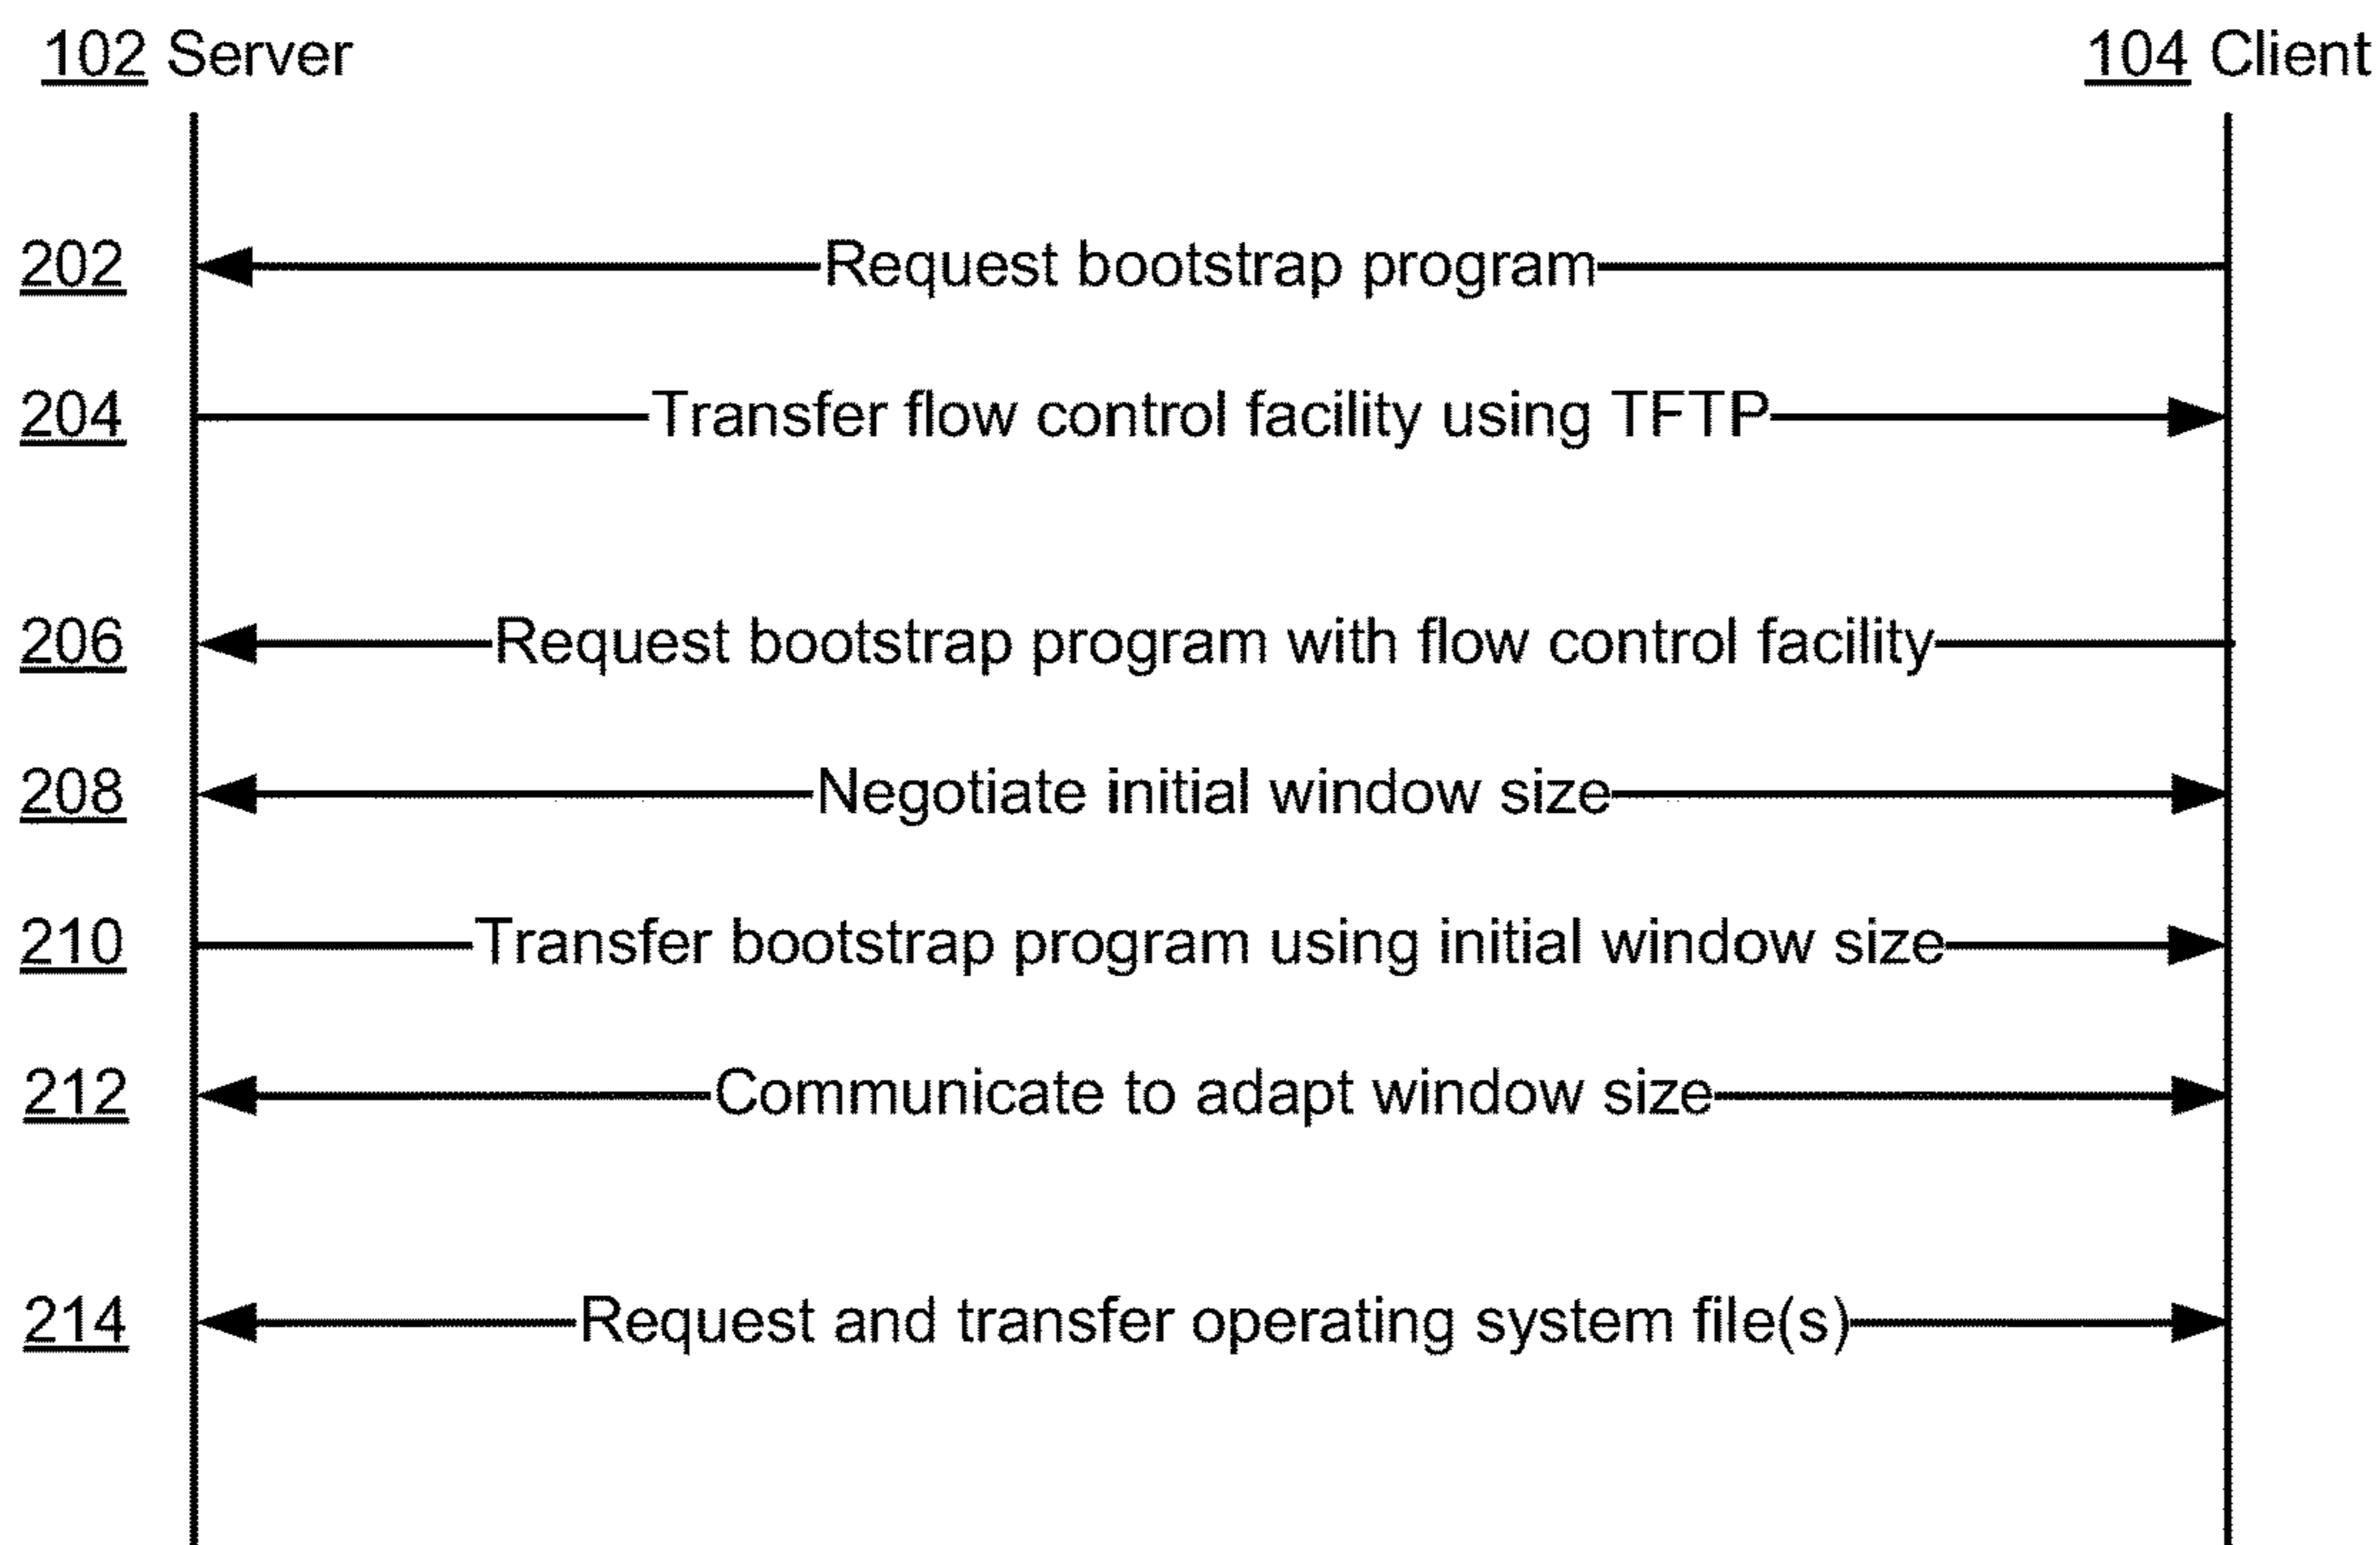 102 Server 104 Client
202 Request bootstrap program
204 Transfer flow control facility using TFTP
206 Request bootstrap program with flow control facility
208 Negotiate initial window size
210 Transfer bootstrap program using initial window size
212 Communicate to adapt window size
214 Request and transfer operating system file(s)